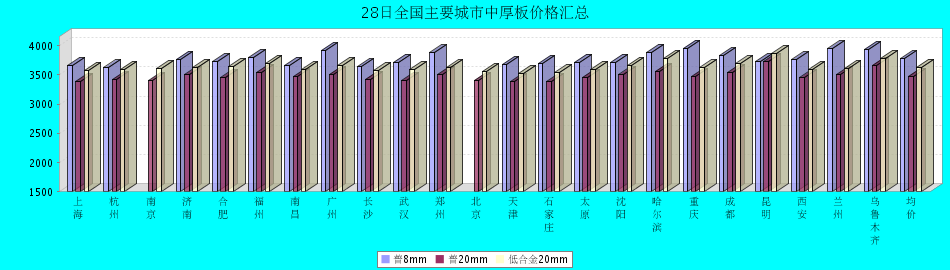 28日全国主要城市中厚板价格汇总
4000
3500
3000
2500
2000
1500
上海
杭州
南京
济南
合肥
福州
南昌
广州
长沙
武汉
郑州
北京
天津
石家庄
太原
沈阳
哈尔滨
重庆
成都
昆明
西安
兰州
乌鲁木齐
均价
普8mm 普20mm 低合金20mm